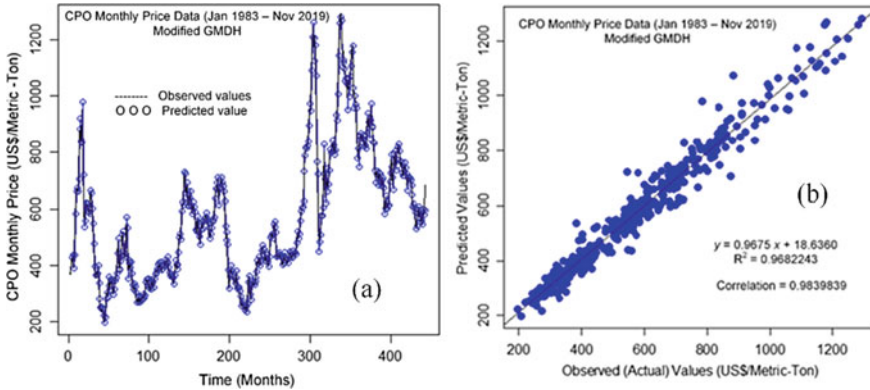 CPO Monthly Price Data (Jan 1983 – Nov 2019)
Modified GMDH
-------- Observed values
O O O Predicted value
CPO Monthly Price (US$/Metric -Ton)
200 400 600 800 1000 1200
(a)
0 100 200 300 400
Time (Months)
CPO Monthly Price Data (Jan 1983 – Nov 2019)
Modified GMDH
Predicted Values (US$/Metric-Ton)
200 400 600 800 1000 1200
(b)
y = 0.9675 x + 18.6360
R² = 0.9682243
Correlation = 0.9839839
200 400 600 800 1000 1200
Observed (Actual) Values (US$/Metric-Ton)